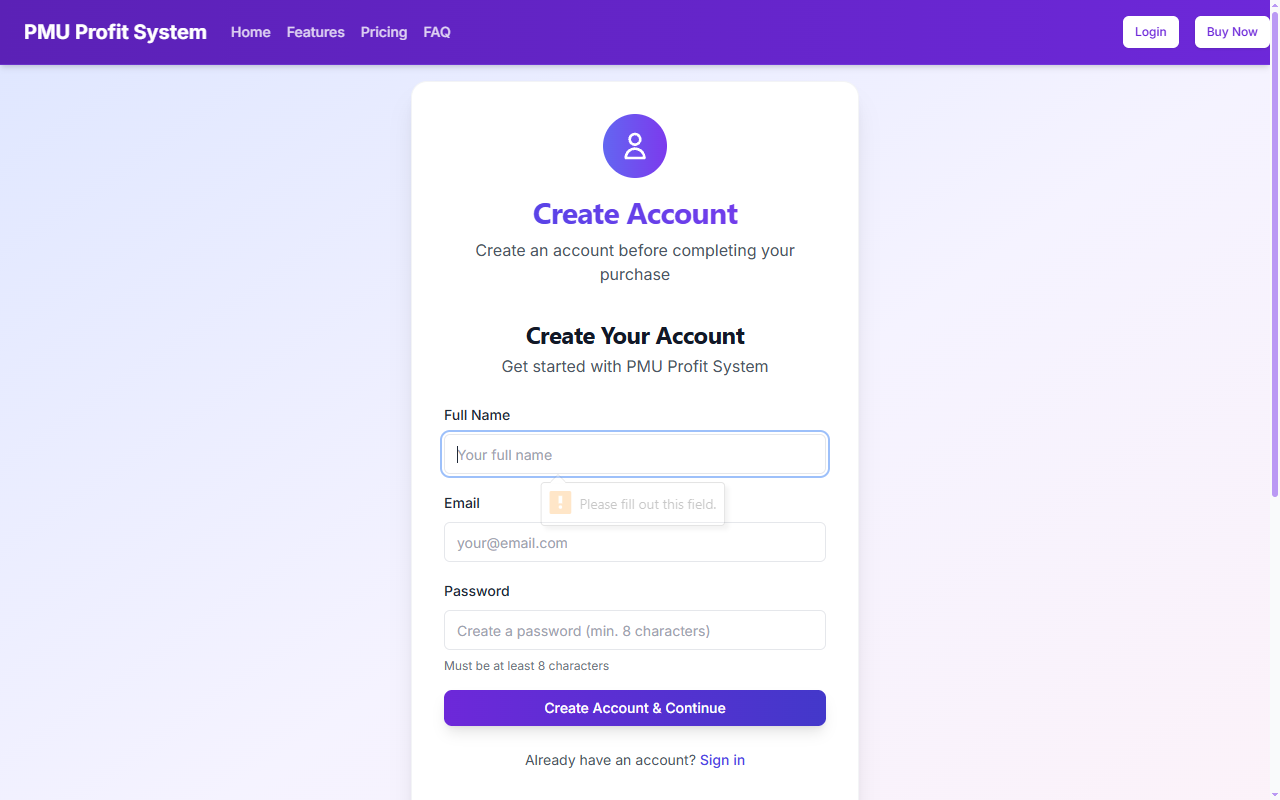 PMU Profit System
Home
Features
Pricing
FAQ
Login
Buy Now
Create Account
Create an account before completing your
purchase
Create Your Account
Get started with PMU Profit System
Full Name
Your full name
Please fill out this field.
Email
your@email.com
Password
Create a password (min. 8 characters)
Must be at least 8 characters
Create Account & Continue
Already have an account? Sign in